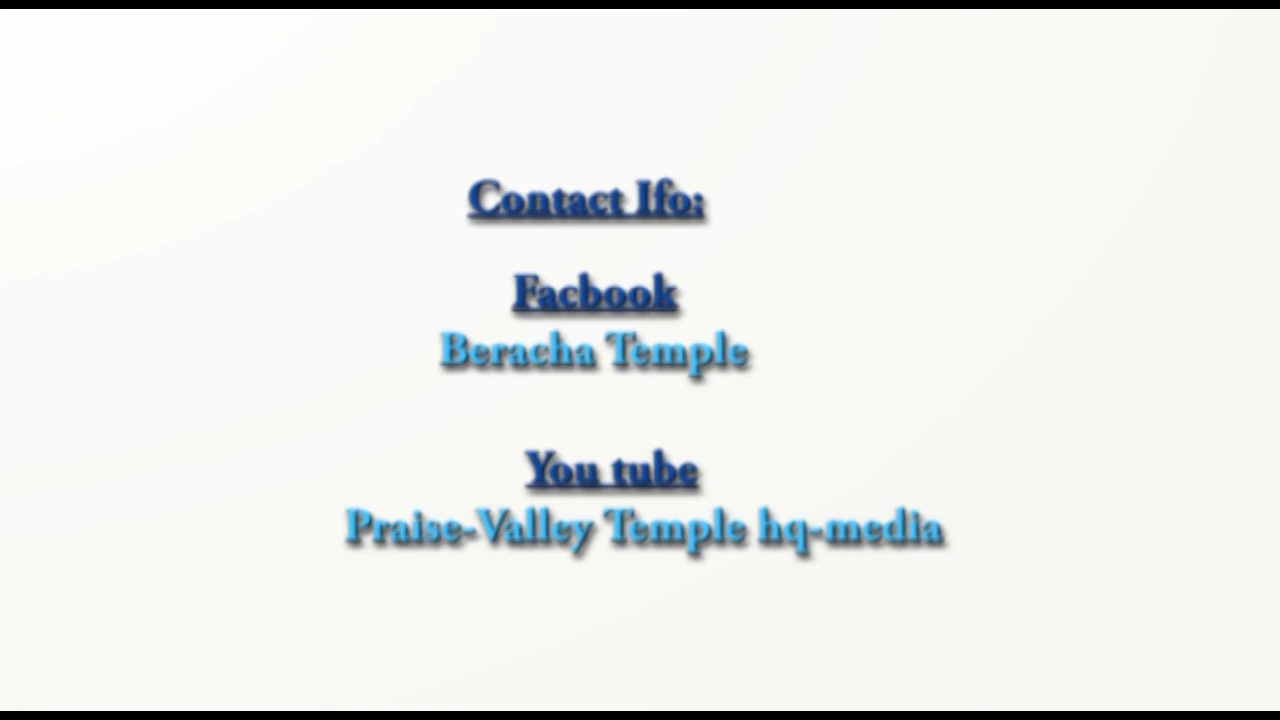 Contact Ifo:
Facbook
Beracha Temple
You tube
Praise-Valley Temple hq-media